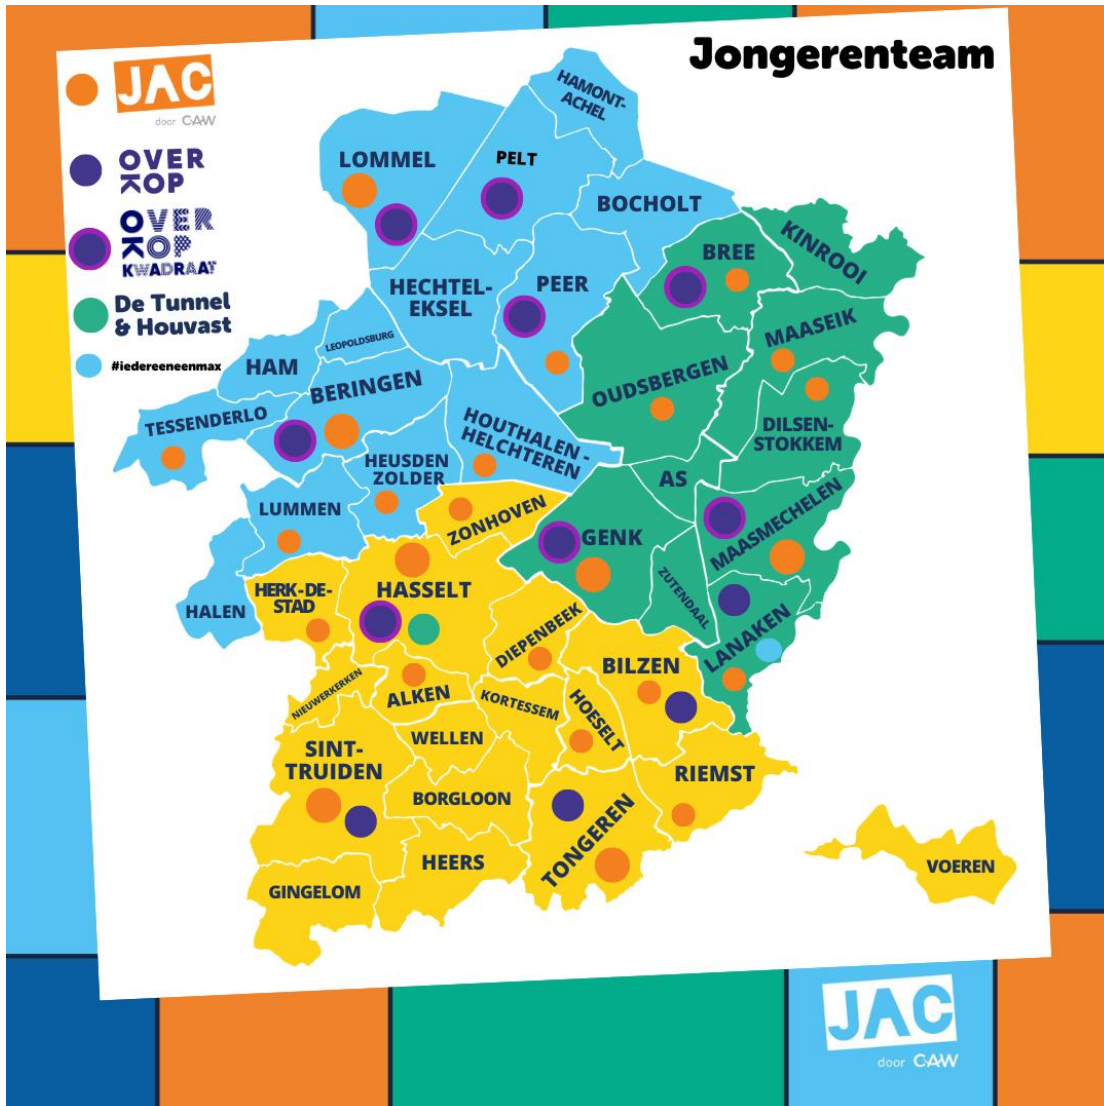 Jongerenteam
JAC
door CAW
OVER
KOP
OVER
KOP
KWADRAAT
De Tunnel
& Houvast
#iedereeneenmax
HAMONT-
ACHEL
LOMMEL
PELT
BOCHOLT
BREE
KINROOI
HECHTEL-
EKSEL
PEER
LEOPOLDSBURG
MAASEIK
HAM
BERINGEN
OUDSBERGEN
TESSENDERLO
HOUTHALEN -
HELCHTEREN
DILSEN-
STOKKEM
HEUSDEN
ZOLDER
AS
LUMMEN
ZONHOVEN
GENK
MAASMECHELEN
HALEN
HERK-DE-
STAD
HASSELT
ZUTENDAAL
DIEPENBEEK
LANAKEN
BILZEN
NIEUWERKERKEN
ALKEN
KORTESSEM
HOESELT
WELLEN
SINT-
TRUIDEN
RIEMST
BORGLOON
TONGEREN
HEERS
VOEREN
GINGELOM
JAC
door CAW